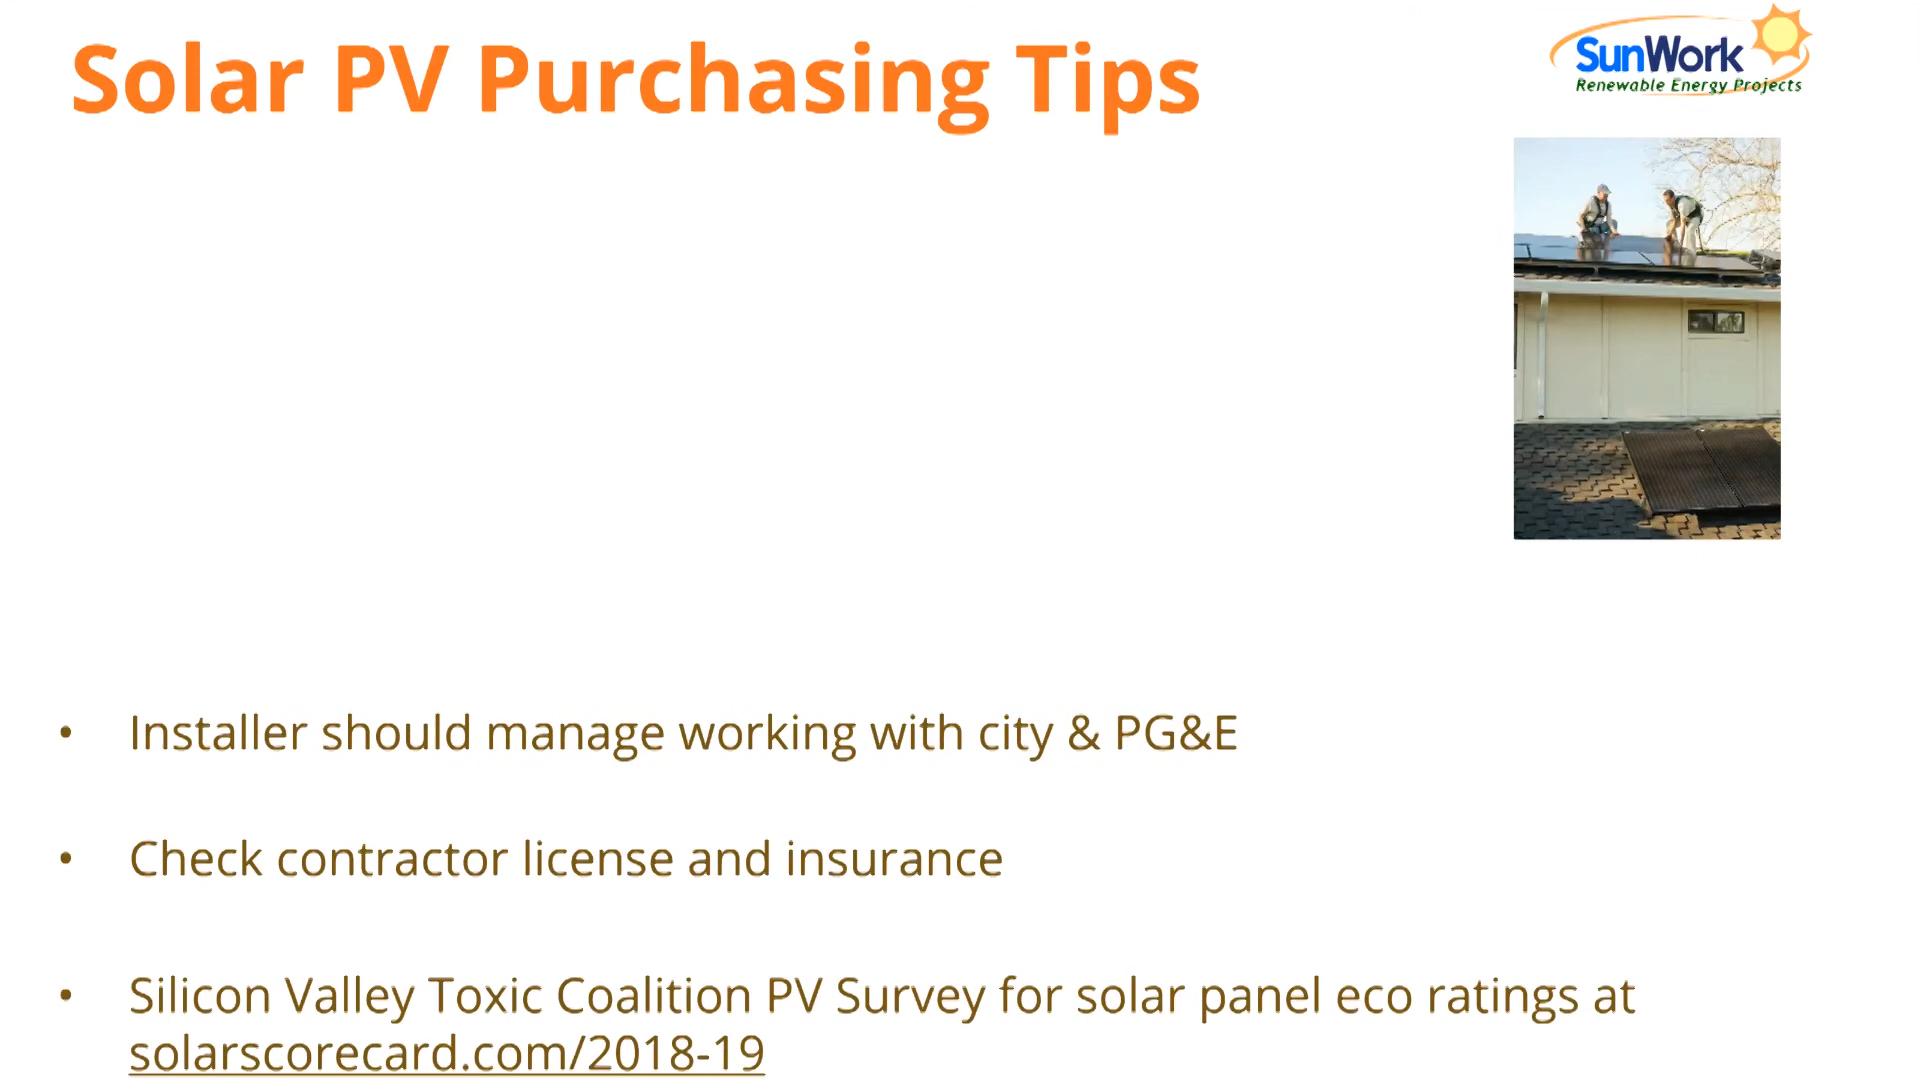 Solar PV Purchasing Tips
SunWork
Renewable Energy Projects
• Installer should manage working with city & PG&E
• Check contractor license and insurance
• Silicon Valley Toxic Coalition PV Survey for solar panel eco ratings at
solarscorecard.com/2018-19